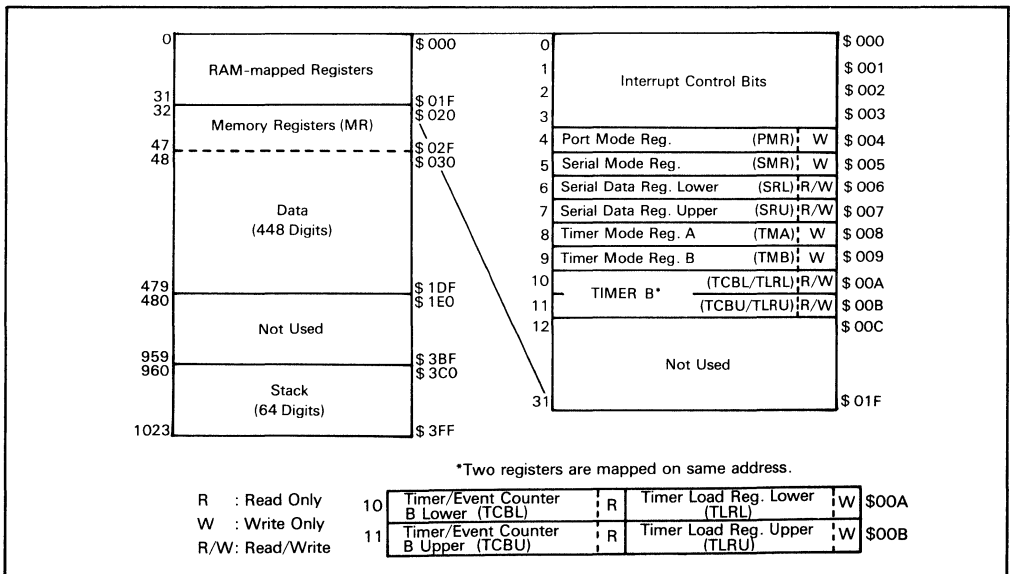 0 $ 000
RAM-mapped Registers
31 $ 01F
32 $ 020
Memory Registers (MR)
47 $ 02F
48 $ 030
Data
(448 Digits)
479 $ 1DF
480 $ 1E0
Not Used
959 $ 3BF
960 $ 3C0
Stack
(64 Digits)
1023 $ 3FF
0 $ 000
1 $ 001
Interrupt Control Bits
2 $ 002
3 $ 003
4 Port Mode Reg. (PMR) W $ 004
5 Serial Mode Reg. (SMR) W $ 005
6 Serial Data Reg. Lower (SRL) R/W $ 006
7 Serial Data Reg. Upper (SRU) R/W $ 007
8 Timer Mode Reg. A (TMA) W $ 008
9 Timer Mode Reg. B (TMB) W $ 009
10 (TCBL/TLRL) R/W $ 00A
TIMER B*
11 (TCBU/TLRU) R/W $ 00B
12 $ 00C
Not Used
31 $ 01F
*Two registers are mapped on same address.
R : Read Only
W : Write Only
R/W: Read/Write
10 Timer/Event Counter B Lower (TCBL) R Timer Load Reg. Lower (TLRL) W $00A
11 Timer/Event Counter B Upper (TCBU) R Timer Load Reg. Upper (TLRU) W $00B